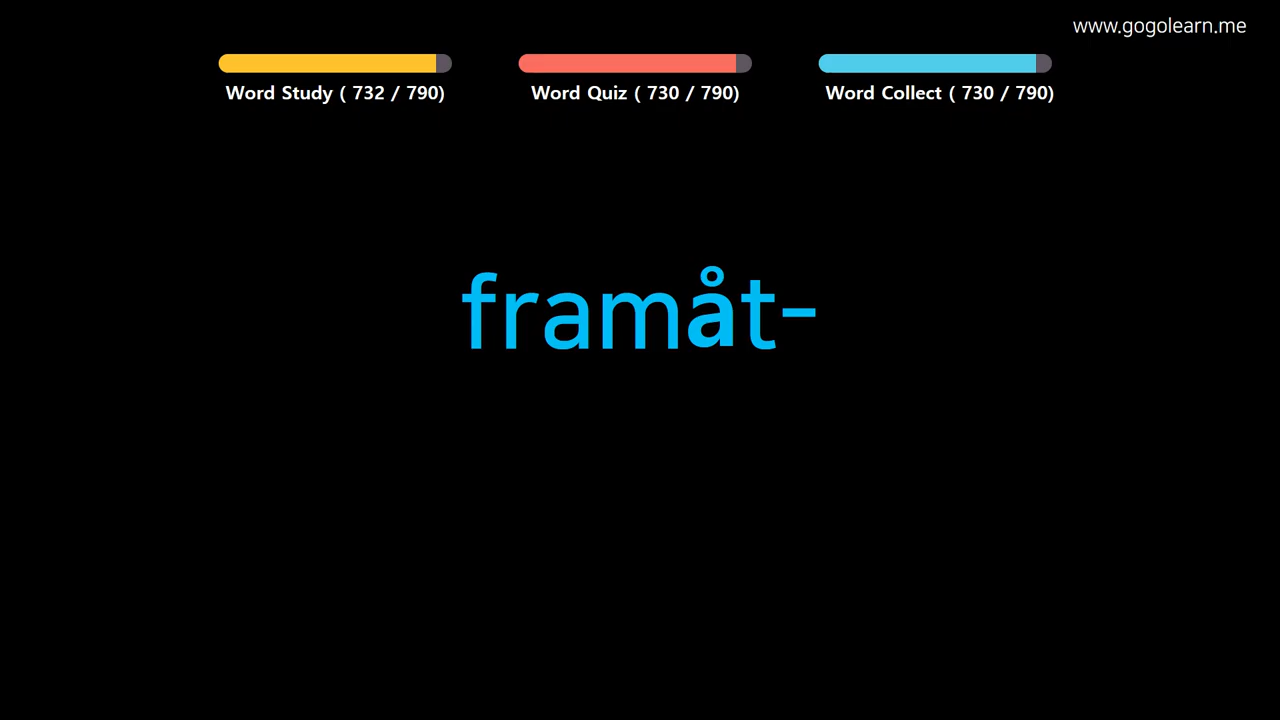 www.gogolearn.me
Word Study ( 732 / 790)
Word Quiz ( 730 / 790)
Word Collect ( 730 / 790)
framåt-